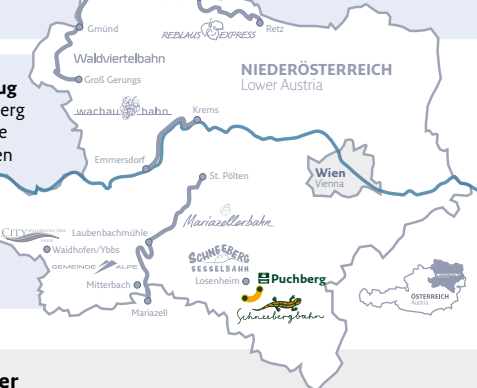 Gmünd
REBLAUS EXPRESS
Retz
Waldviertelbahn
Groß Gerungs
NIEDERÖSTERREICH
Lower Austria
ug
erg
e
en
wachau bahn
Krems
Emmersdorf
St. Pölten
Wien
Vienna
Mariazellerbahn
CITY
Laubenbachmühle
Waidhofen/Ybbs
GEMEINDE ALPE
SCHNEEBERG
SESSELBAHN
Losenheim
Puchberg
Mitterbach
Mariazell
Schneebergbahn
ÖSTERREICH
Austria
er